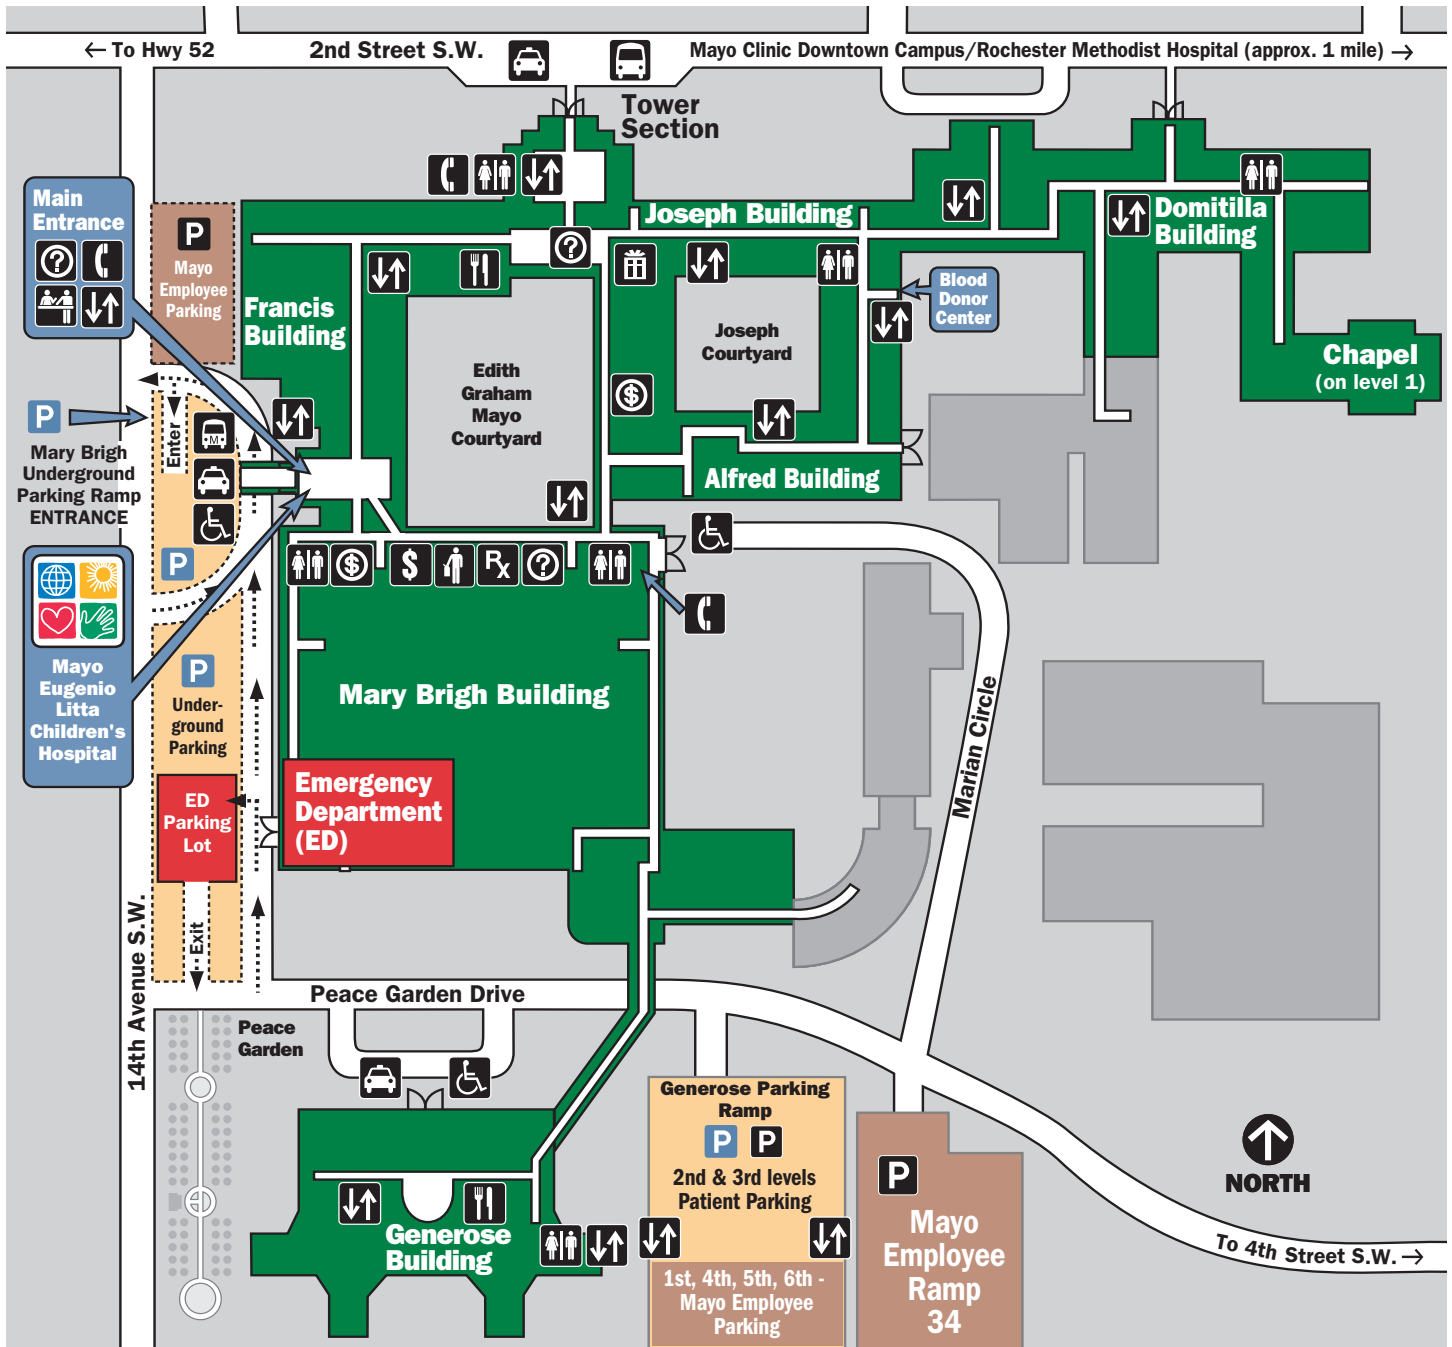 ← To Hwy 52
2nd Street S.W.
Mayo Clinic Downtown Campus/Rochester Methodist Hospital (approx. 1 mile) →
Tower
Section
Main
Entrance
?
P
Mayo
Employee
Parking
Joseph Building
Domitilla
Building
?
Francis
Building
Blood
Donor
Center
Joseph
Courtyard
Chapel
(on level 1)
Edith
Graham
Mayo
Courtyard
$
P
Enter
M
Mary Brigh
Underground
Parking Ramp
ENTRANCE
Alfred Building
P
$
$
Rx
?
Mayo
Eugenio
Litta
Children's
Hospital
P
Under-
ground
Parking
Mary Brigh Building
Marian Circle
ED
Parking
Lot
Emergency
Department
(ED)
Exit
14th Avenue S.W.
Peace Garden Drive
Peace
Garden
Generose Parking
Ramp
P
P
2nd & 3rd levels
Patient Parking
1st, 4th, 5th, 6th -
Mayo Employee
Parking
P
Mayo
Employee
Ramp
34
NORTH
To 4th Street S.W. →
Generose
Building